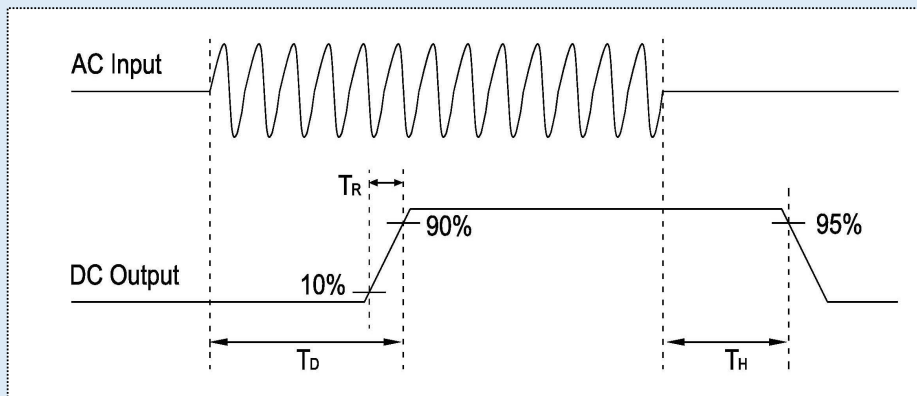 AC Input
TR
90%
95%
10%
DC Output
TD
TH